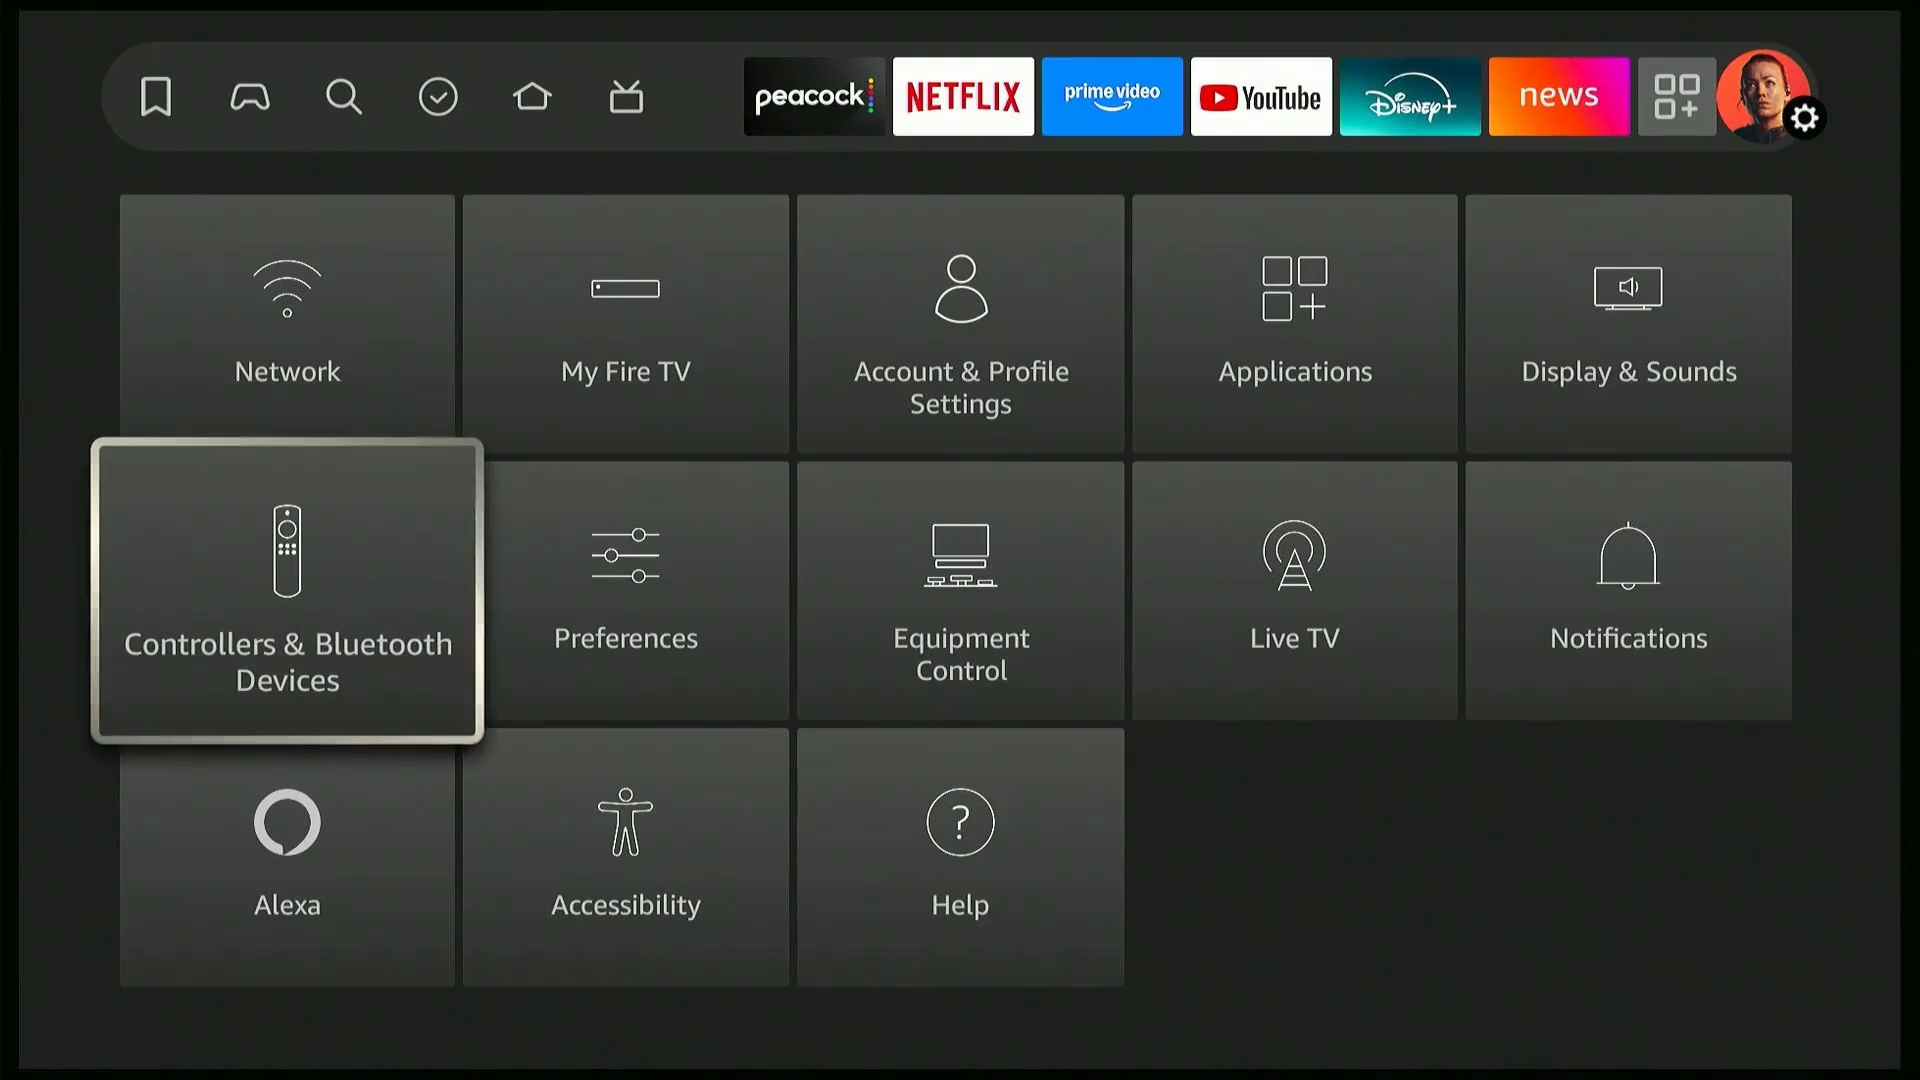 peacock
NETFLIX
prime video
YouTube
Disney+
news
Network
My Fire TV
Account & Profile
Settings
Applications
Display & Sounds
Controllers & Bluetooth
Devices
Preferences
Equipment
Control
Live TV
Notifications
Alexa
Accessibility
?
Help